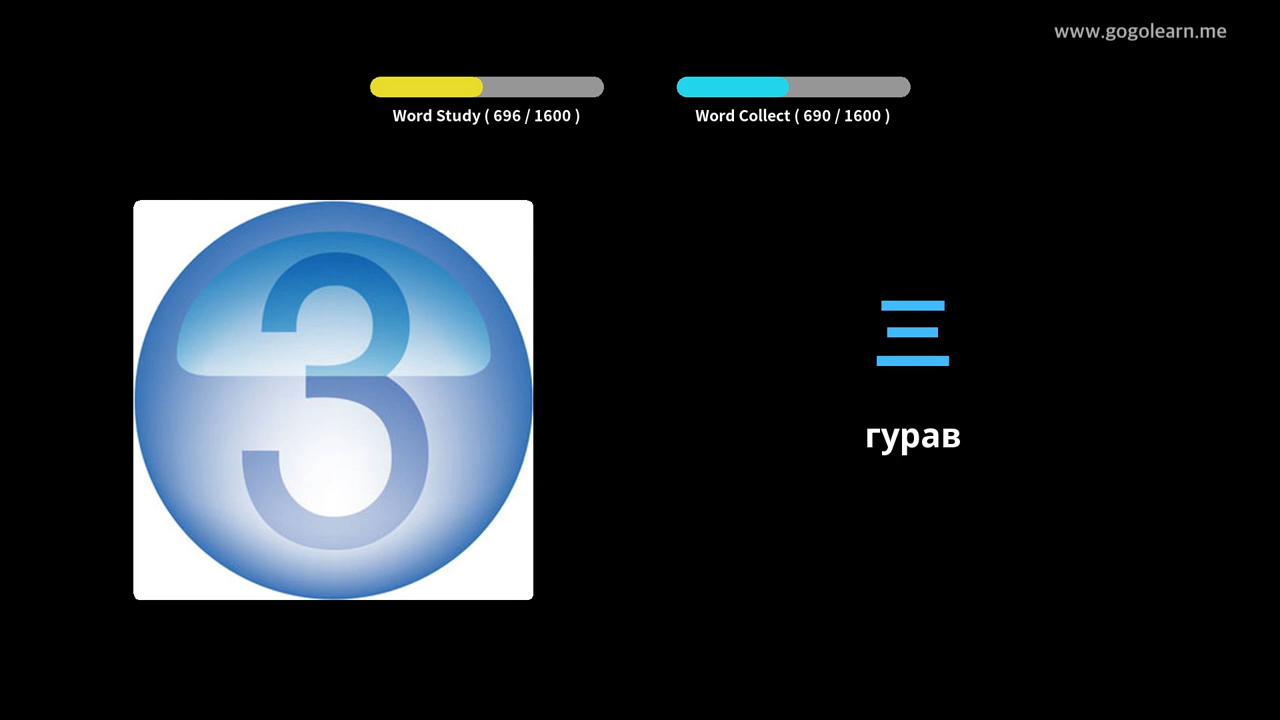 www.gogolearn.me
Word Study ( 696 / 1600 )
Word Collect ( 690 / 1600 )
3
三
гурав